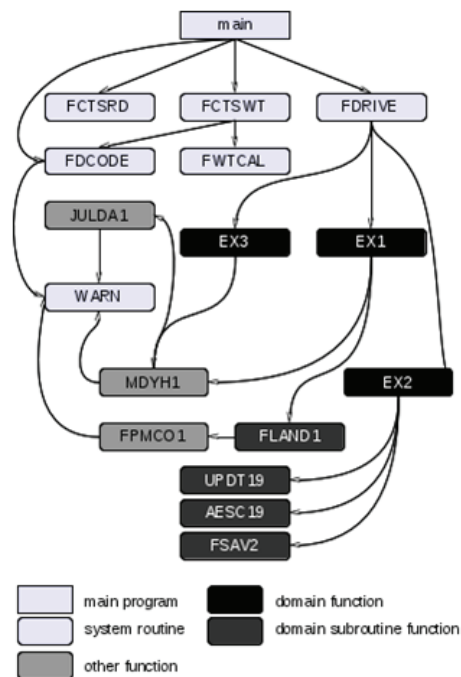 main
FCTSRD FCTSWT FDRIVE
FDCODE FWTCAL
JULDA1
EX3 EX1
WARN
MDYH1 EX2
FPMCO1 FLAND1
UPDT19
AESC19
FSAV2
main program domain function
system routine domain subroutine function
other function